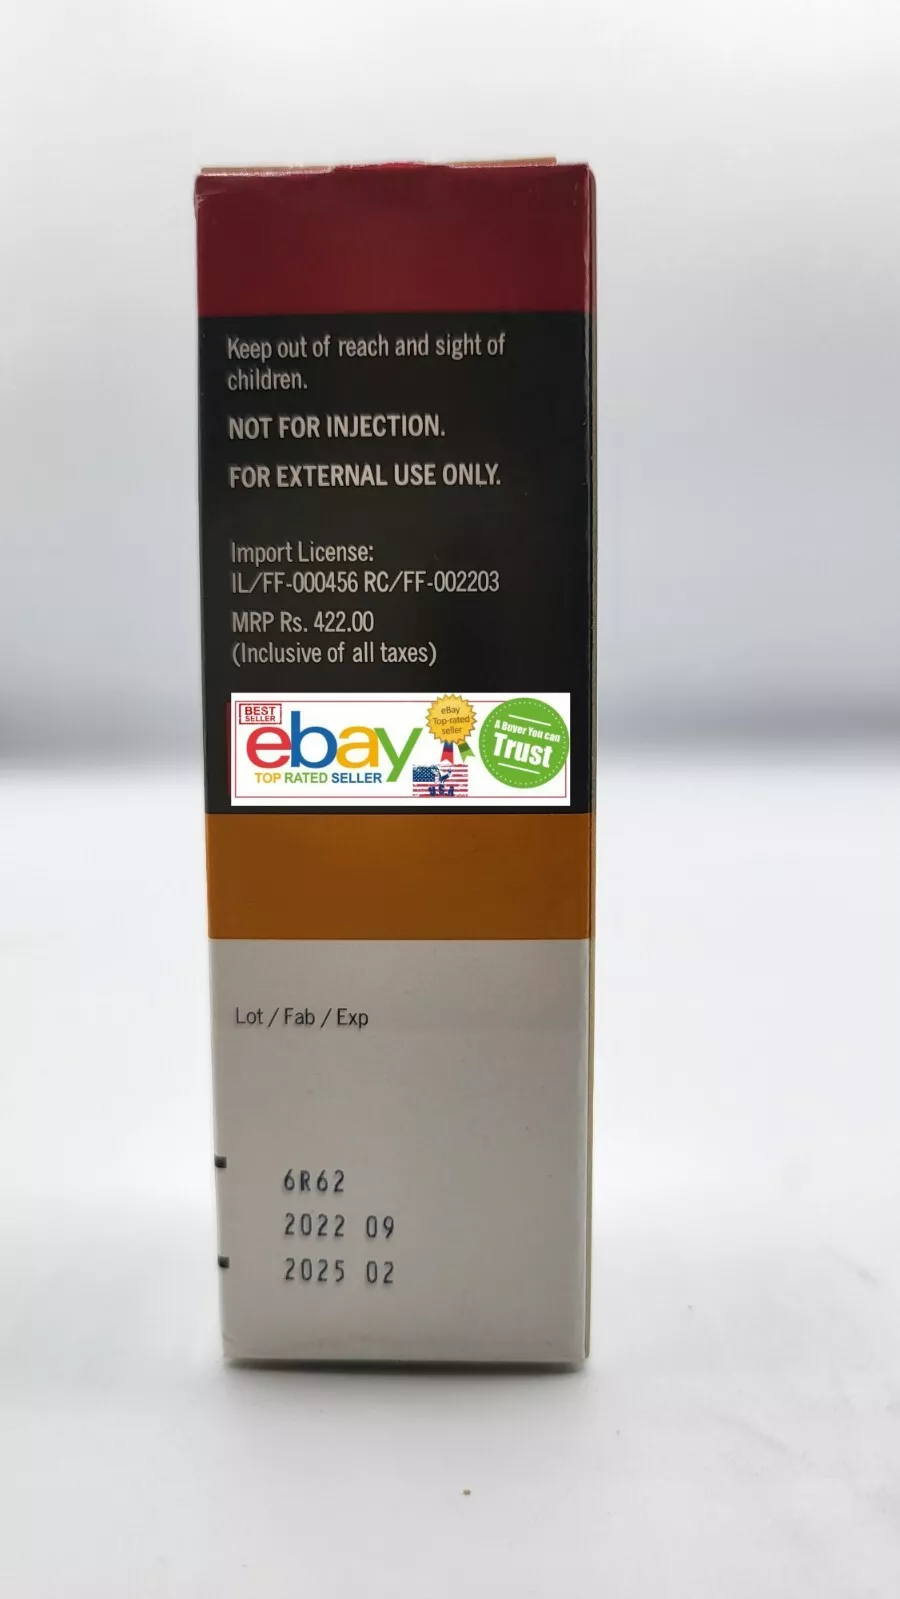 Keep out of reach and sight of
children.
NOT FOR INJECTION.
FOR EXTERNAL USE ONLY.
Import License:
IL/FF-000456 RC/FF-002203
MRP Rs. 422.00
(Inclusive of all taxes)
BEST
SELLER
ebay
TOP RATED SELLER
eBay
Top-rated
seller
U.S.A
A Buyer You can
Trust
Lot / Fab / Exp
6R62
2022 09
2025 02